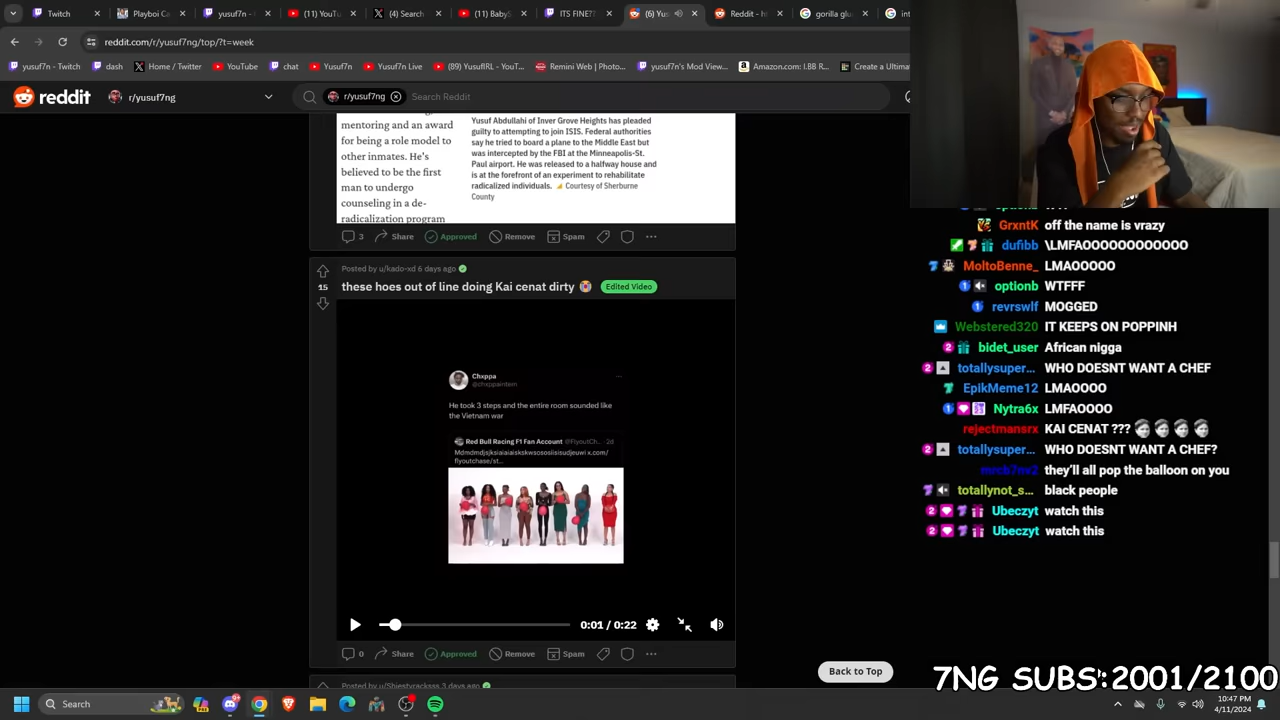 Twitch
Playboi Ca
yusuf7n -
(11) YouTu
(4) Search
(11) BabyS
ITS FINE??
(6) Yus
Reddit - h
gorilla glu
reddit.com/r/yusuf7ng/top/?t=week
yusuf7n - Twitch
dash
Home / Twitter
YouTube
chat
Yusuf7n
Yusuf7n Live
(89) YusufIRL - YouT...
Remini Web | Photo...
yusuf7n's Mod View...
Amazon.com: I.BB R...
Create a Ultima
reddit
r/yusuf7ng
r/yusuf7ng
Search Reddit
mentoring and an award
for being a role model to
other inmates. He's
believed to be the first
man to undergo
counseling in a de-
radicalization program
Yusuf Abdullahi of Inver Grove Heights has pleaded
guilty to attempting to join ISIS. Federal authorities
say he tried to board a plane to the Middle East but
was intercepted by the FBI at the Minneapolis-St.
Paul airport. He was released to a halfway house and
is at the forefront of an experiment to rehabilitate
radicalized individuals. Courtesy of Sherburne
County
3 Share Approved Remove Spam
Posted by u/kado-xd 6 days ago
15
these hoes out of line doing Kai cenat dirty Edited Video
Chxppa
@chxppaintem
He took 3 steps and the entire room sounded like
the Vietnam war
Red Bull Racing F1 Fan Account @FlyoutCh... · 2d
Mdmdmdjsjksiaiaiaiskskwsososiisisudjeuwi x.com/
flyoutchase/st...
0:01 / 0:22
0 Share Approved Remove Spam
Back to Top
GrxntK off the name is vrazy
dufibb \LMFAOOOOOOOOOOOO
MoltoBenne_ LMAOOOOO
optionb WTFFF
revrswlf MOGGED
Webstered320 IT KEEPS ON POPPINH
bidet_user African nigga
totallysuper... WHO DOESNT WANT A CHEF
EpikMeme12 LMAOOOO
Nytra6x LMFAOOOO
rejectmansrx KAI CENAT ???
totallysuper... WHO DOESNT WANT A CHEF?
they'll all pop the balloon on you
totallynot_s... black people
Ubeczyt watch this
Ubeczyt watch this
7NG SUBS:2001/2100
Search
10:47 PM
4/11/2024